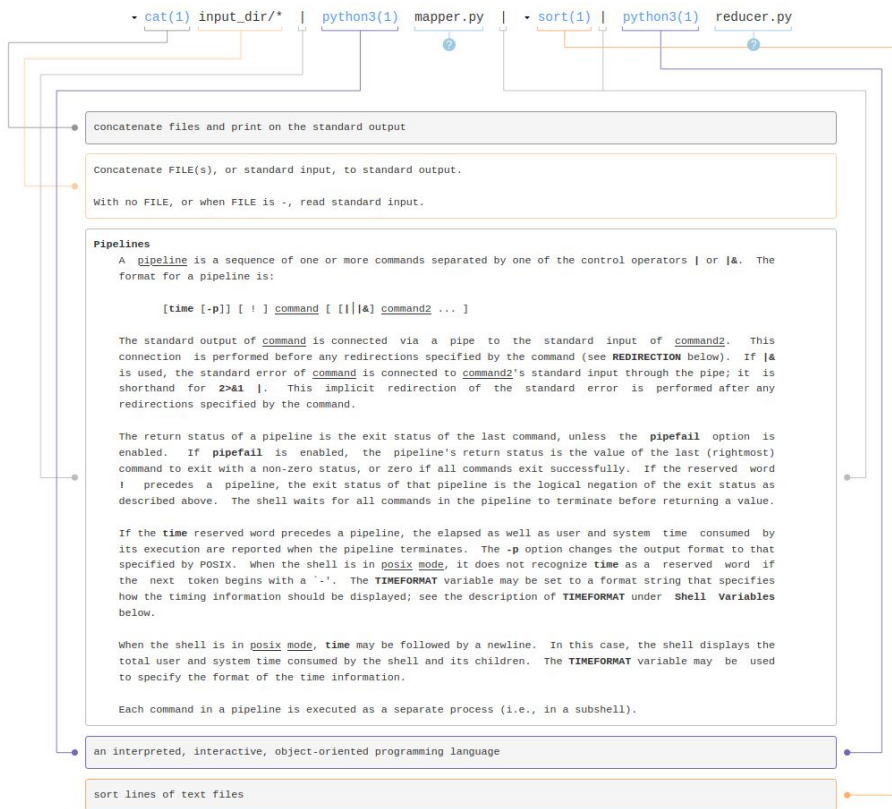 cat(1) input_dir/* | python3(1) mapper.py | sort(1) | python3(1) reducer.py
? ?
concatenate files and print on the standard output
Concatenate FILE(s), or standard input, to standard output.
With no FILE, or when FILE is -, read standard input.
Pipelines
A pipeline is a sequence of one or more commands separated by one of the control operators | or |&. The
format for a pipeline is:
[time [-p]] [ ! ] command [ [||&] command2 ... ]
The standard output of command is connected via a pipe to the standard input of command2. This
connection is performed before any redirections specified by the command (see REDIRECTION below). If |&
is used, the standard error of command is connected to command2's standard input through the pipe; it is
shorthand for 2>&1 |. This implicit redirection of the standard error is performed after any
redirections specified by the command.
The return status of a pipeline is the exit status of the last command, unless the pipefail option is
enabled. If pipefail is enabled, the pipeline's return status is the value of the last (rightmost)
command to exit with a non-zero status, or zero if all commands exit successfully. If the reserved word
! precedes a pipeline, the exit status of that pipeline is the logical negation of the exit status as
described above. The shell waits for all commands in the pipeline to terminate before returning a value.
If the time reserved word precedes a pipeline, the elapsed as well as user and system time consumed by
its execution are reported when the pipeline terminates. The -p option changes the output format to that
specified by POSIX. When the shell is in posix mode, it does not recognize time as a reserved word if
the next token begins with a `-'. The TIMEFORMAT variable may be set to a format string that specifies
how the timing information should be displayed; see the description of TIMEFORMAT under Shell Variables
below.
When the shell is in posix mode, time may be followed by a newline. In this case, the shell displays the
total user and system time consumed by the shell and its children. The TIMEFORMAT variable may be used
to specify the format of the time information.
Each command in a pipeline is executed as a separate process (i.e., in a subshell).
an interpreted, interactive, object-oriented programming language
sort lines of text files